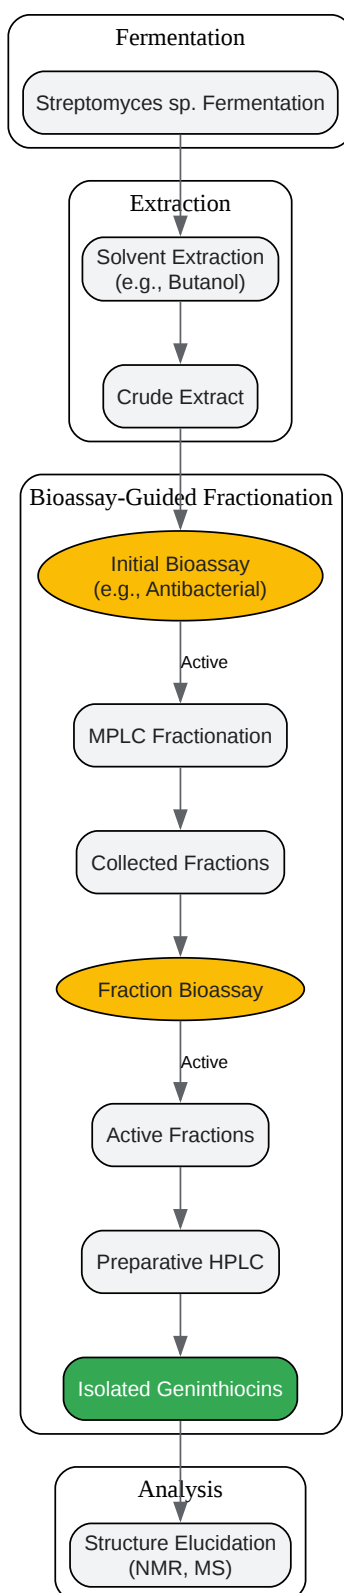 Fermentation
Streptomyces sp. Fermentation
Extraction
Solvent Extraction
(e.g., Butanol)
Crude Extract
Bioassay-Guided Fractionation
Initial Bioassay
(e.g., Antibacterial)
Active
MPLC Fractionation
Collected Fractions
Fraction Bioassay
Active
Active Fractions
Preparative HPLC
Isolated Geninthiocins
Analysis
Structure Elucidation
(NMR, MS)